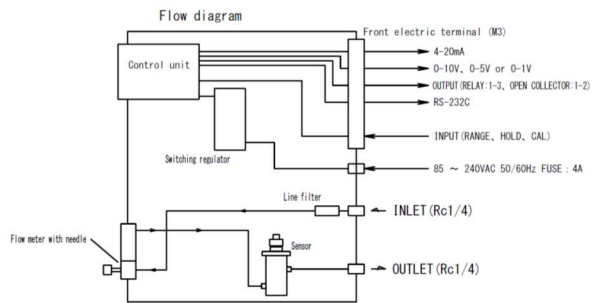 Flow diagram
Front electric terminal (M3)
Control unit
4-20mA
0-10V、0-5V or 0-1V
OUTPUT(RELAY:1-3、OPEN COLLECTOR:1-2)
RS-232C
INPUT(RANGE, HOLD, CAL)
Switching regulator
85 ～ 240VAC 50/60Hz FUSE : 4A
Line filter
INLET(Rc1/4)
Flow meter with needle
Sensor
OUTLET(Rc1/4)